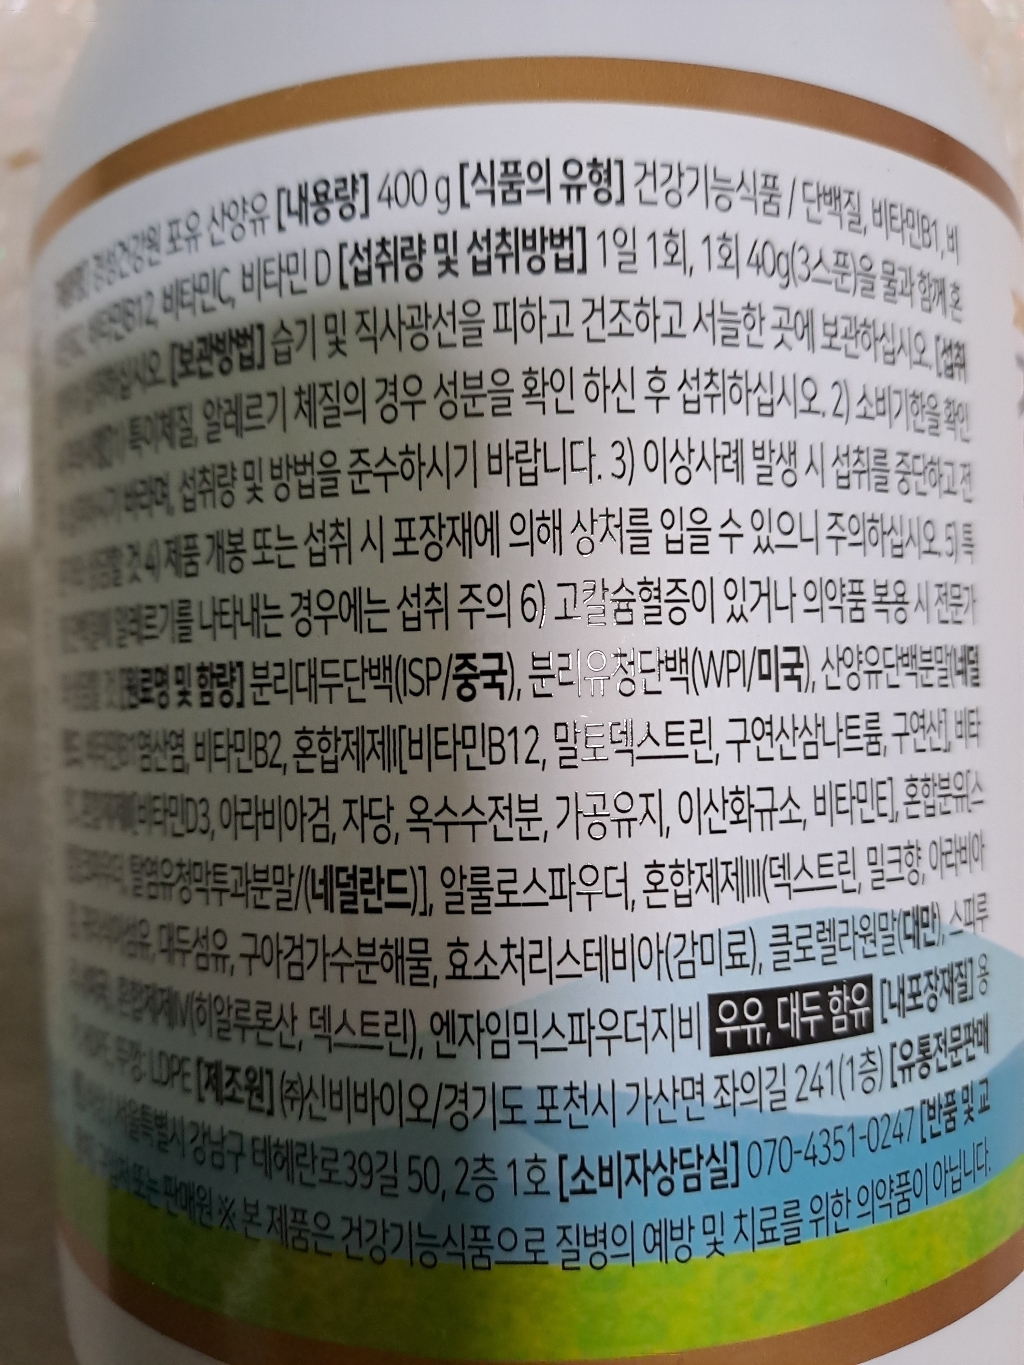 경성건강원 포유 산양유 [내용량] 400 g [식품의 유형] 건강기능식품 / 단백질, 비타민B1, 비
비타민B12, 비타민C, 비타민 D [섭취량 및 섭취방법] 1일 1회, 1회 40g(3스푼)을 물과 함께 혼
[보관방법] 습기 및 직사광선을 피하고 건조하고 서늘한 곳에 보관하십시오. [섭취
특이체질, 알레르기 체질의 경우 성분을 확인 하신 후 섭취하십시오. 2) 소비기한을 확인
바라며, 섭취량 및 방법을 준수하시기 바랍니다. 3) 이상사례 발생 시 섭취를 중단하고 전
상담할 것 4) 제품 개봉 또는 섭취 시 포장재에 의해 상처를 입을 수 있으니 주의하십시오. 5) 특
알레르기를 나타내는 경우에는 섭취 주의 6) 고칼슘혈증이 있거나 의약품 복용 시 전문가
것 [원료명 및 함량] 분리대두단백(ISP/중국), 분리유청단백(WPI/미국), 산양유단백분말(네덜
비타민B1염산염, 비타민B2, 혼합제제I[비타민B12, 말토덱스트린, 구연산삼나트륨, 구연산], 비타
비타민D3, 아라비아검, 자당, 옥수수전분, 가공유지, 이산화규소, 비타민E], 혼합분유[스
탈염유청막투과분말/(네덜란드)], 알룰로스파우더, 혼합제제III(덱스트린, 밀크향, 아라비아
대두섬유, 구아검가수분해물, 효소처리스테비아(감미료), 클로렐라원말(대만), 스피루
혼합제제IV(히알루론산, 덱스트린), 엔자임믹스파우더지비 우유, 대두 함유 [내포장재질] 용
뚜껑: LDPE [제조원] ㈜신비바이오/경기도 포천시 가산면 좌의길 241(1층) [유통전문판매
서울특별시 강남구 테헤란로39길 50, 2층 1호 [소비자상담실] 070-4351-0247 [반품 및 교
또는 판매원 ※ 본 제품은 건강기능식품으로 질병의 예방 및 치료를 위한 의약품이 아닙니다.